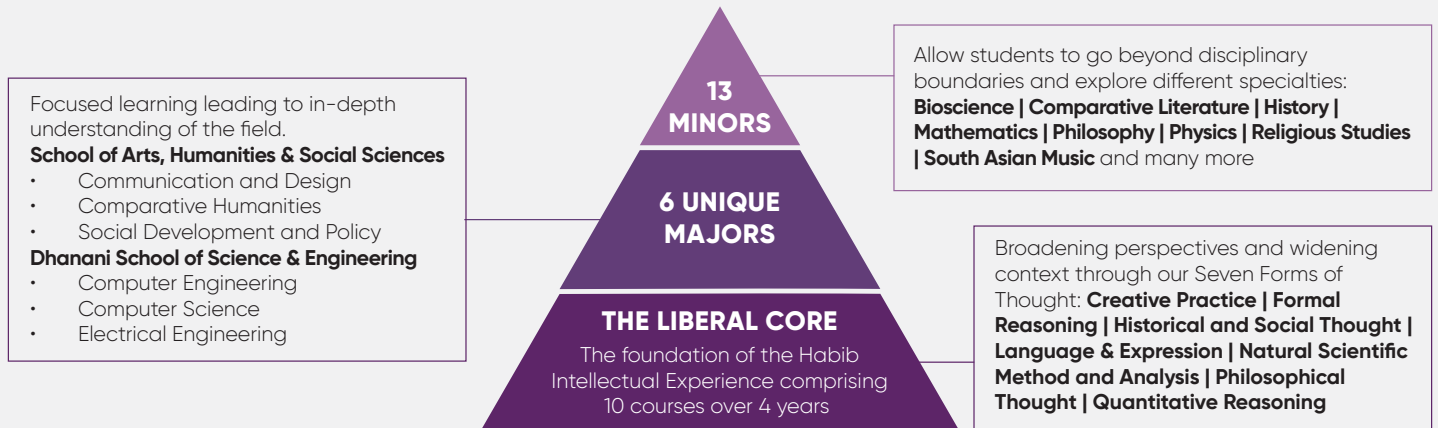 Focused learning leading to in-depth
understanding of the field.
School of Arts, Humanities & Social Sciences
• Communication and Design
• Comparative Humanities
• Social Development and Policy
Dhanani School of Science & Engineering
• Computer Engineering
• Computer Science
• Electrical Engineering
13
MINORS
6 UNIQUE
MAJORS
THE LIBERAL CORE
The foundation of the Habib
Intellectual Experience comprising
10 courses over 4 years
Allow students to go beyond disciplinary
boundaries and explore different specialties:
Bioscience | Comparative Literature | History |
Mathematics | Philosophy | Physics | Religious Studies
| South Asian Music and many more
Broadening perspectives and widening
context through our Seven Forms of
Thought: Creative Practice | Formal
Reasoning | Historical and Social Thought |
Language & Expression | Natural Scientific
Method and Analysis | Philosophical
Thought | Quantitative Reasoning